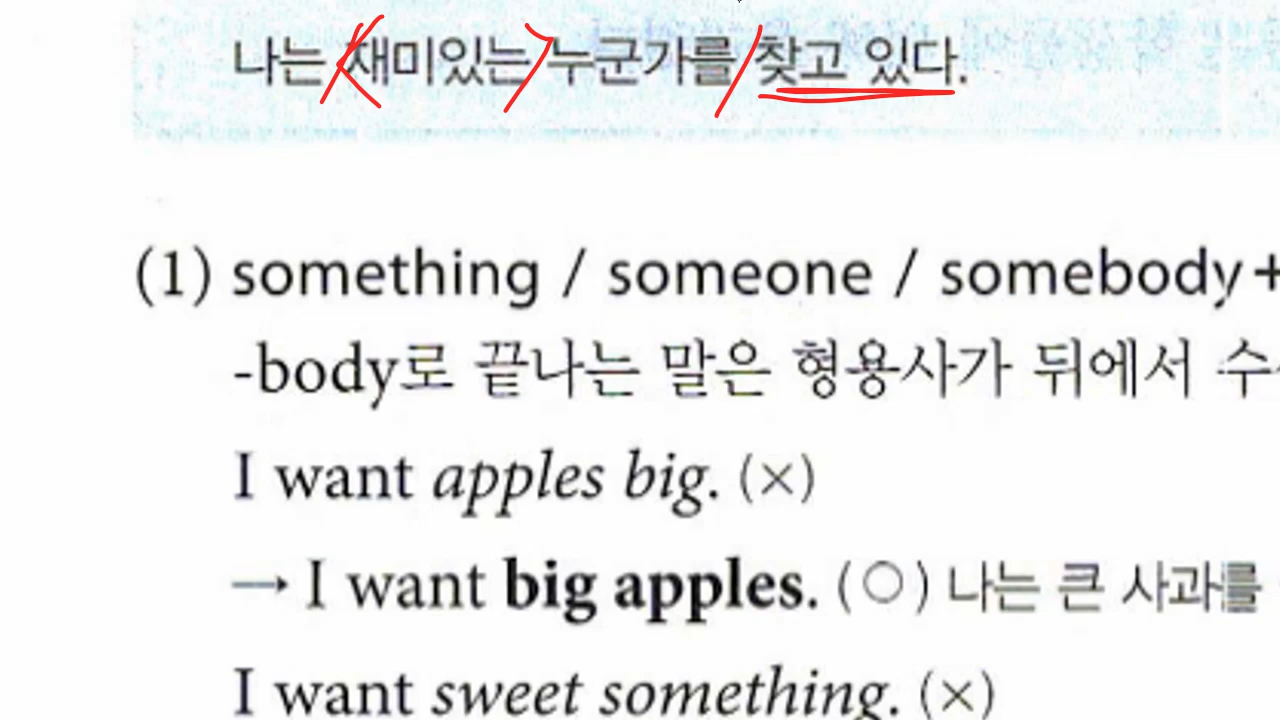 나는 재미있는 누군가를 찾고 있다.
(1) something / someone / somebody+
-body로 끝나는 말은 형용사가 뒤에서 수
I want apples big. (×)
→ I want big apples. (○) 나는 큰 사과를
I want sweet something. (×)